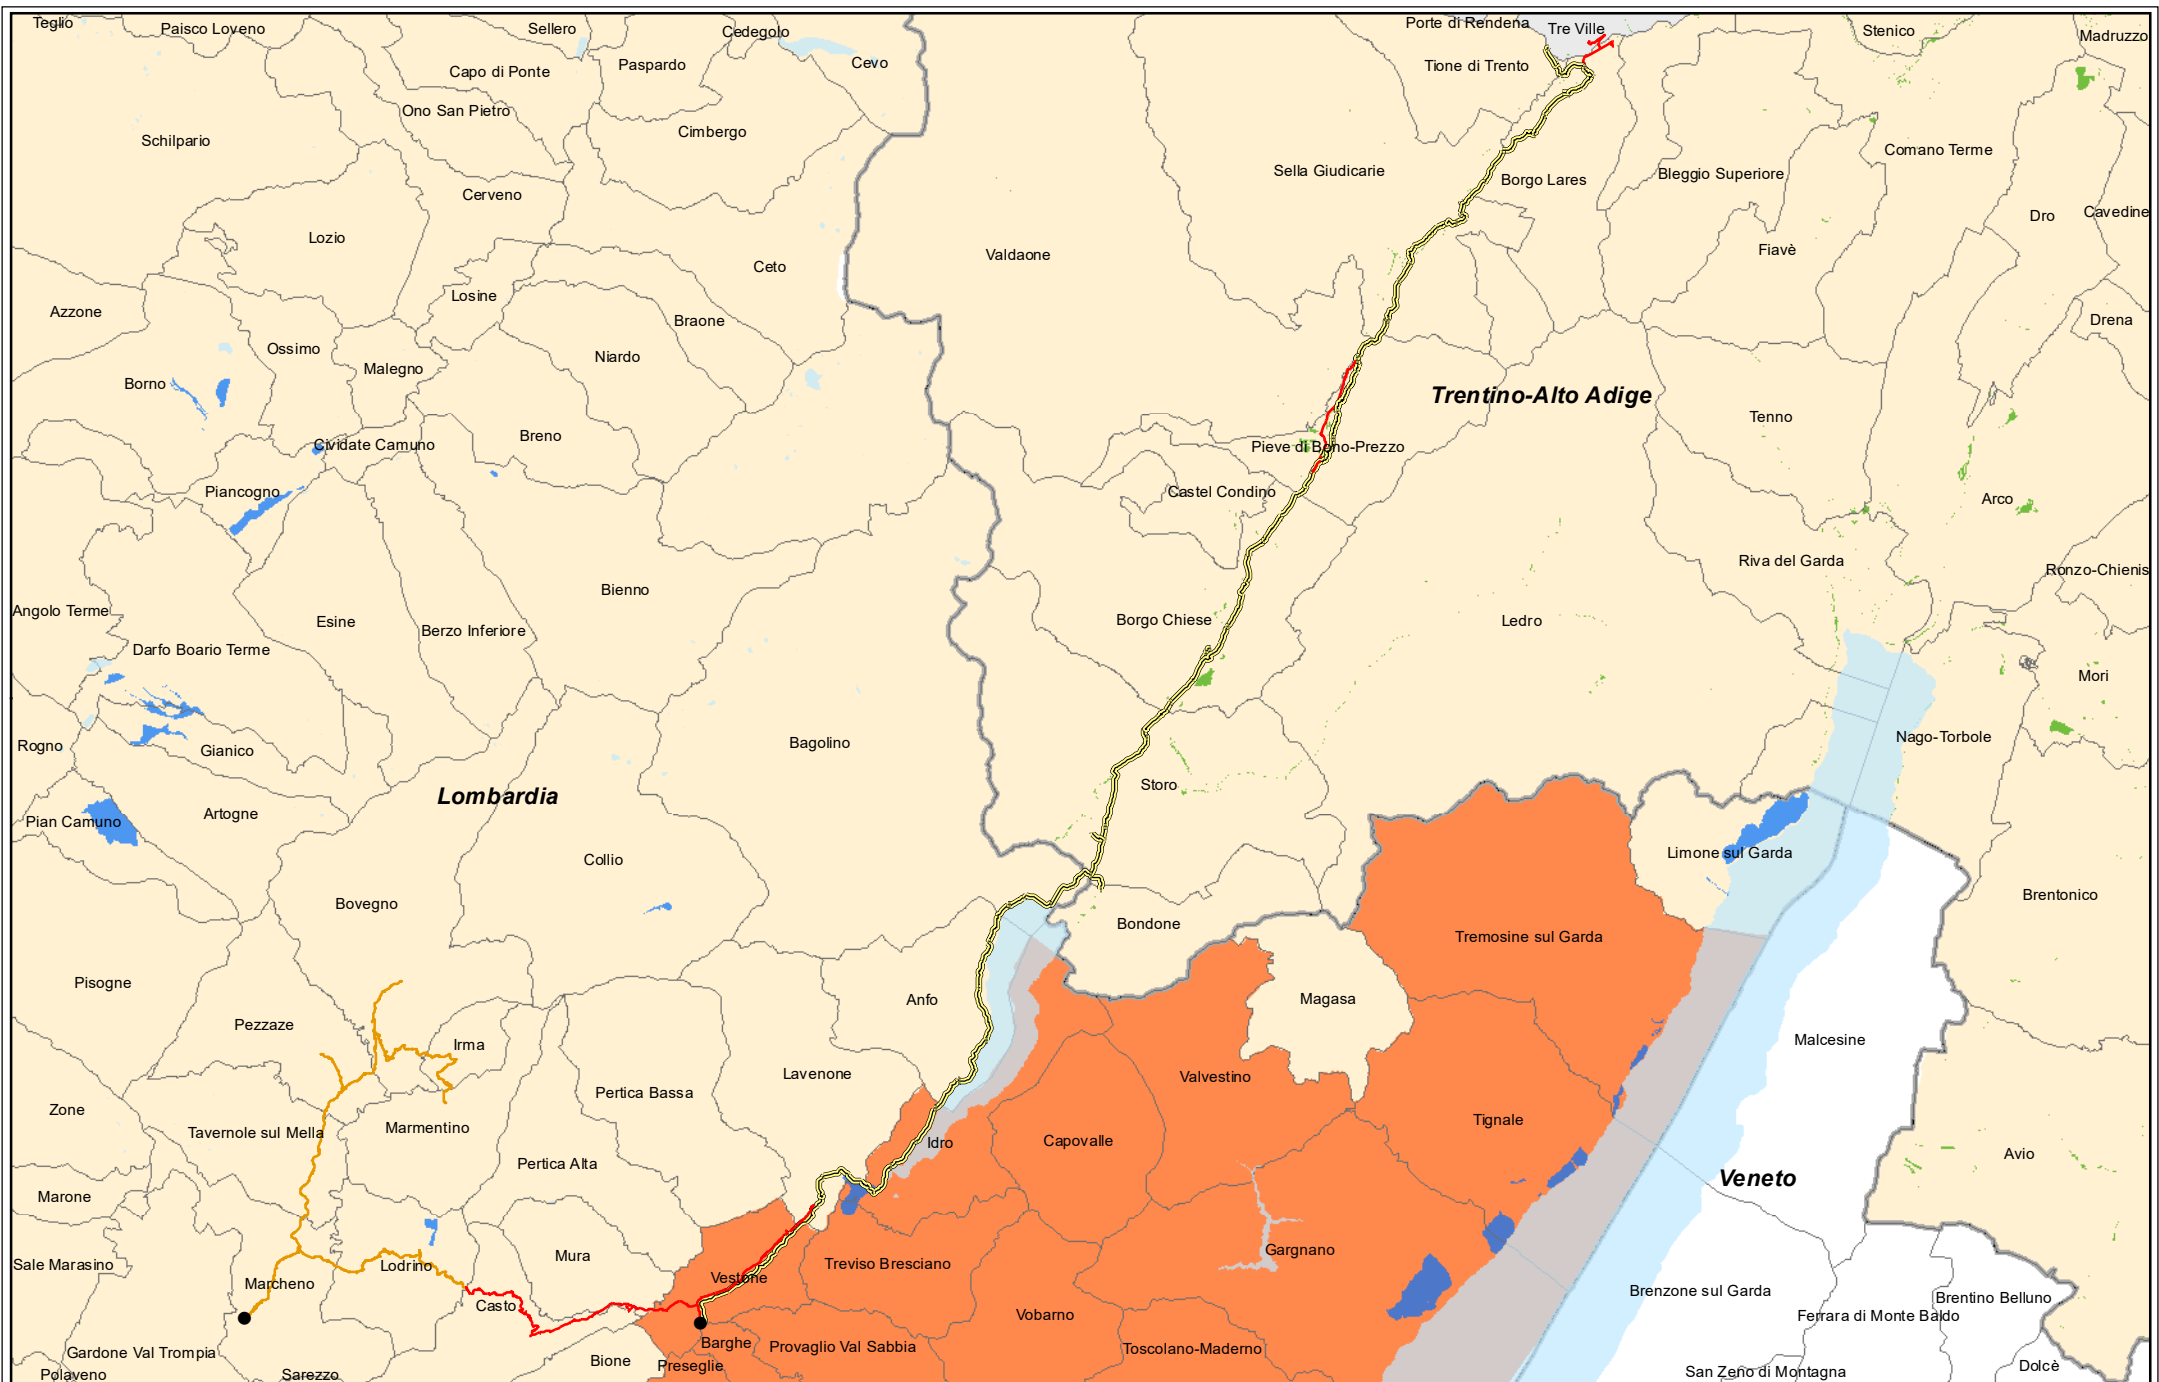 Teglio
Paisco Loveno
Sellero
Cedegolo
Porte di Rendena
Tre Ville
Stenico
Madruzzo
Capo di Ponte
Paspardo
Cevo
Tione di Trento
Ono San Pietro
Cimbergo
Schilpario
Comano Terme
Sella Giudicarie
Borgo Lares
Bleggio Superiore
Cerveno
Dro
Cavedine
Lozio
Valdaone
Fiavè
Ceto
Losine
Azzone
Braone
Drena
Ossimo
Niardo
Malegno
Borno
Trentino-Alto Adige
Tenno
Breno
Cividate Camuno
Pieve di Bono-Prezzo
Piancogno
Castel Condino
Arco
Riva del Garda
Ronzo-Chienis
Bienno
Angolo Terme
Esine
Berzo Inferiore
Borgo Chiese
Ledro
Darfo Boario Terme
Mori
Rogno
Gianico
Bagolino
Nago-Torbole
Storo
Lombardia
Artogne
Pian Camuno
Collio
Limone sul Garda
Bovegno
Brentonico
Bondone
Tremosine sul Garda
Pisogne
Anfo
Magasa
Pezzaze
Irma
Malcesine
Lavenone
Valvestino
Pertica Bassa
Zone
Tavernole sul Mella
Marmentino
Tignale
Idro
Capovalle
Avio
Pertica Alta
Veneto
Marone
Sale Marasino
Lodrino
Mura
Treviso Bresciano
Gargnano
Marcheno
Vestone
Casto
Brenzone sul Garda
Brentino Belluno
Vobarno
Ferrara di Monte Baldo
Barghe
Provaglio Val Sabbia
Toscolano-Maderno
Gardone Val Trompia
Bione
Preseglie
Dolcè
Polaveno
Sarezzo
San Zeno di Montagna